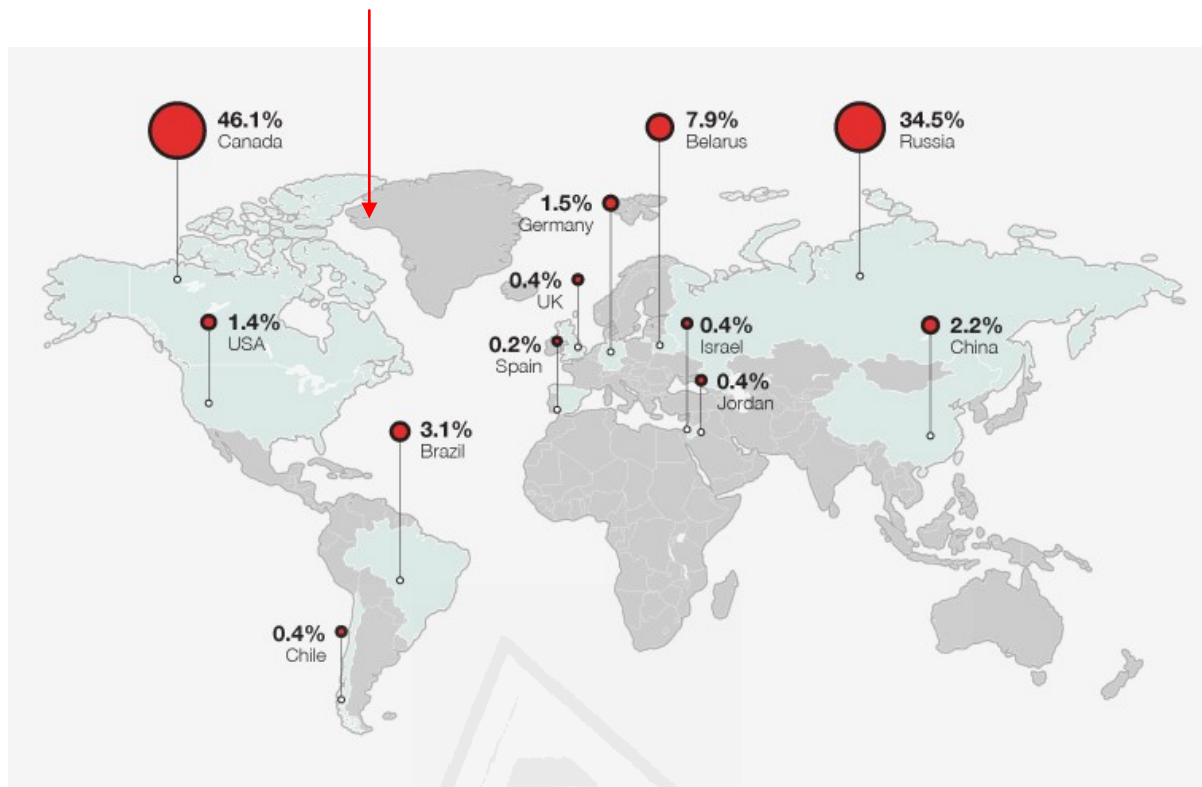 46.1%
Canada
7.9%
Belarus
34.5%
Russia
1.5%
Germany
0.4%
UK
1.4%
USA
0.2%
Spain
0.4%
Israel
2.2%
China
0.4%
Jordan
3.1%
Brazil
0.4%
Chile